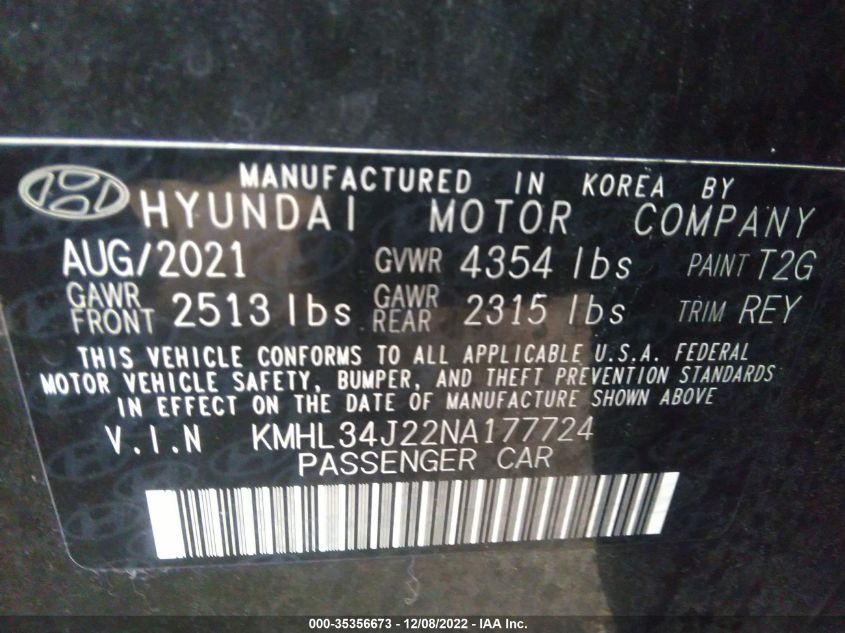 MANUFACTURED IN KOREA BY
HYUNDAI MOTOR COMPANY
AUG/2021 GVWR 4354 lbs PAINT T2G
GAWR FRONT 2513 lbs GAWR REAR 2315 lbs TRIM REY
THIS VEHICLE CONFORMS TO ALL APPLICABLE U.S.A. FEDERAL
MOTOR VEHICLE SAFETY, BUMPER, AND THEFT PREVENTION STANDARDS
IN EFFECT ON THE DATE OF MANUFACTURE SHOWN ABOVE
V.I.N KMHL34J22NA177724
PASSENGER CAR
000-35356673 - 12/08/2022 - IAA Inc.